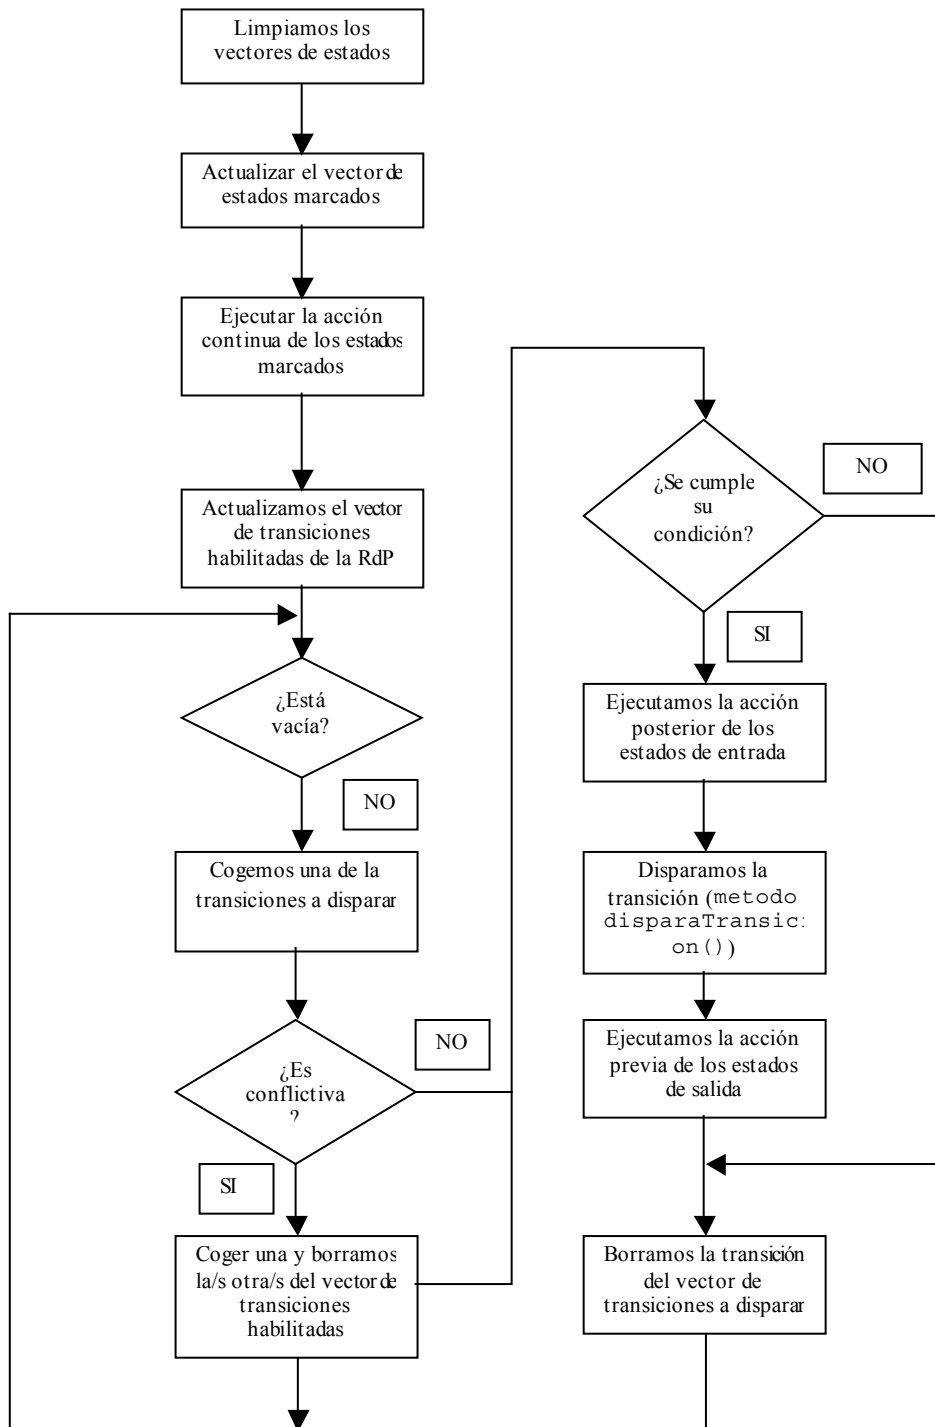 Limpiamos los
vectores de estados
Actualizar el vector de
estados marcados
Ejecutar la acción
continua de los estados
marcados
Actualizamos el vector
de transiciones
habilitadas de la RdP
¿Está
vacía?
NO
Cogemos una de la
transiciones a disparar
¿Es
conflictiva
?
NO
SI
Coger una y borramos
la/s otra/s del vector de
transiciones
habilitadas
¿Se cumple
su
condición?
NO
SI
Ejecutamos la acción
posterior de los
estados de entrada
Disparamos la
transición (metodo
disparaTransici
on())
Ejecutamos la acción
previa de los estados
de salida
Borramos la transición
del vector de
transiciones a disparar